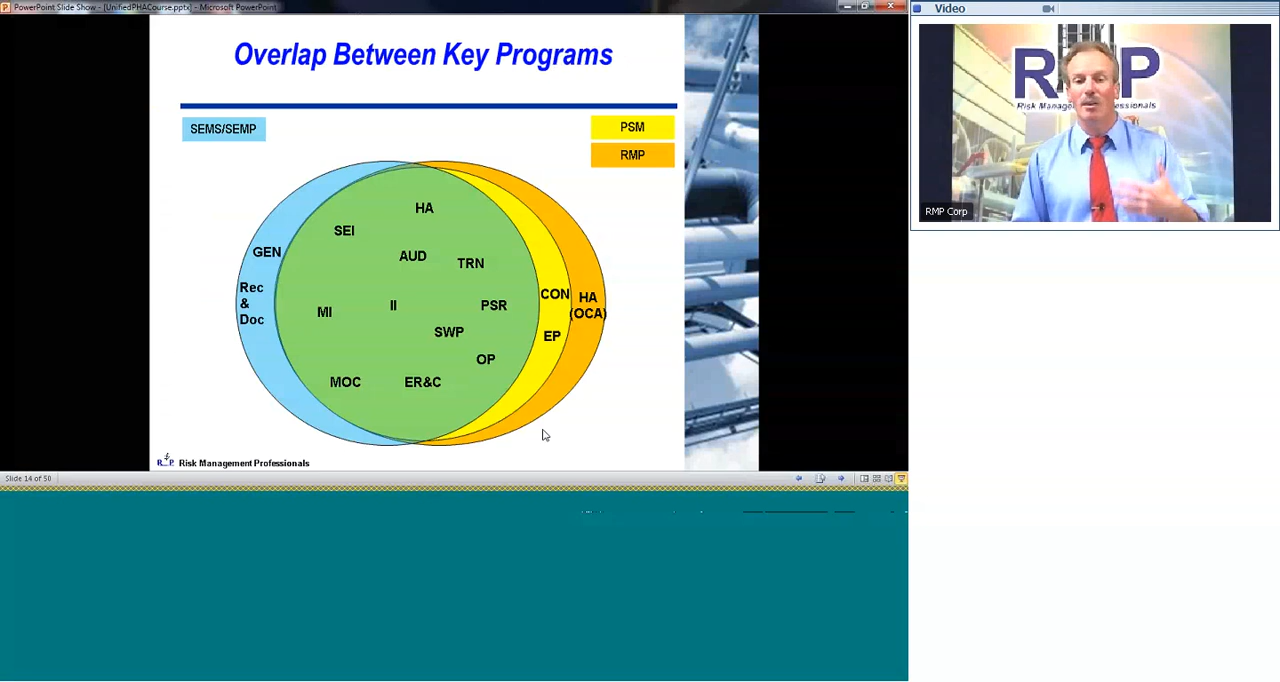 PowerPoint Slide Show - [UnifiedPHACourse.pptx] - Microsoft PowerPoint
Video
Overlap Between Key Programs
SEMS/SEMP
PSM
RMP
HA
SEI
GEN
AUD
TRN
Rec
&
Doc
MI
II
PSR
CON
HA
(OCA)
SWP
EP
OP
MOC
ER&C
R P Risk Management Professionals
Slide 14 of 50
R P
Risk Management Professionals
RMP Corp